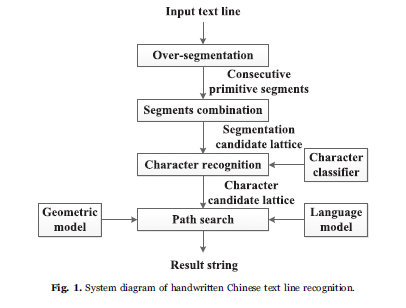 Input text line
Over-segmentation
Consecutive
primitive segments
Segments combination
Segmentation
candidate lattice
Character recognition
Character
classifier
Character
candidate lattice
Geometric
model
Path search
Language
model
Result string
Fig. 1. System diagram of handwritten Chinese text line recognition.